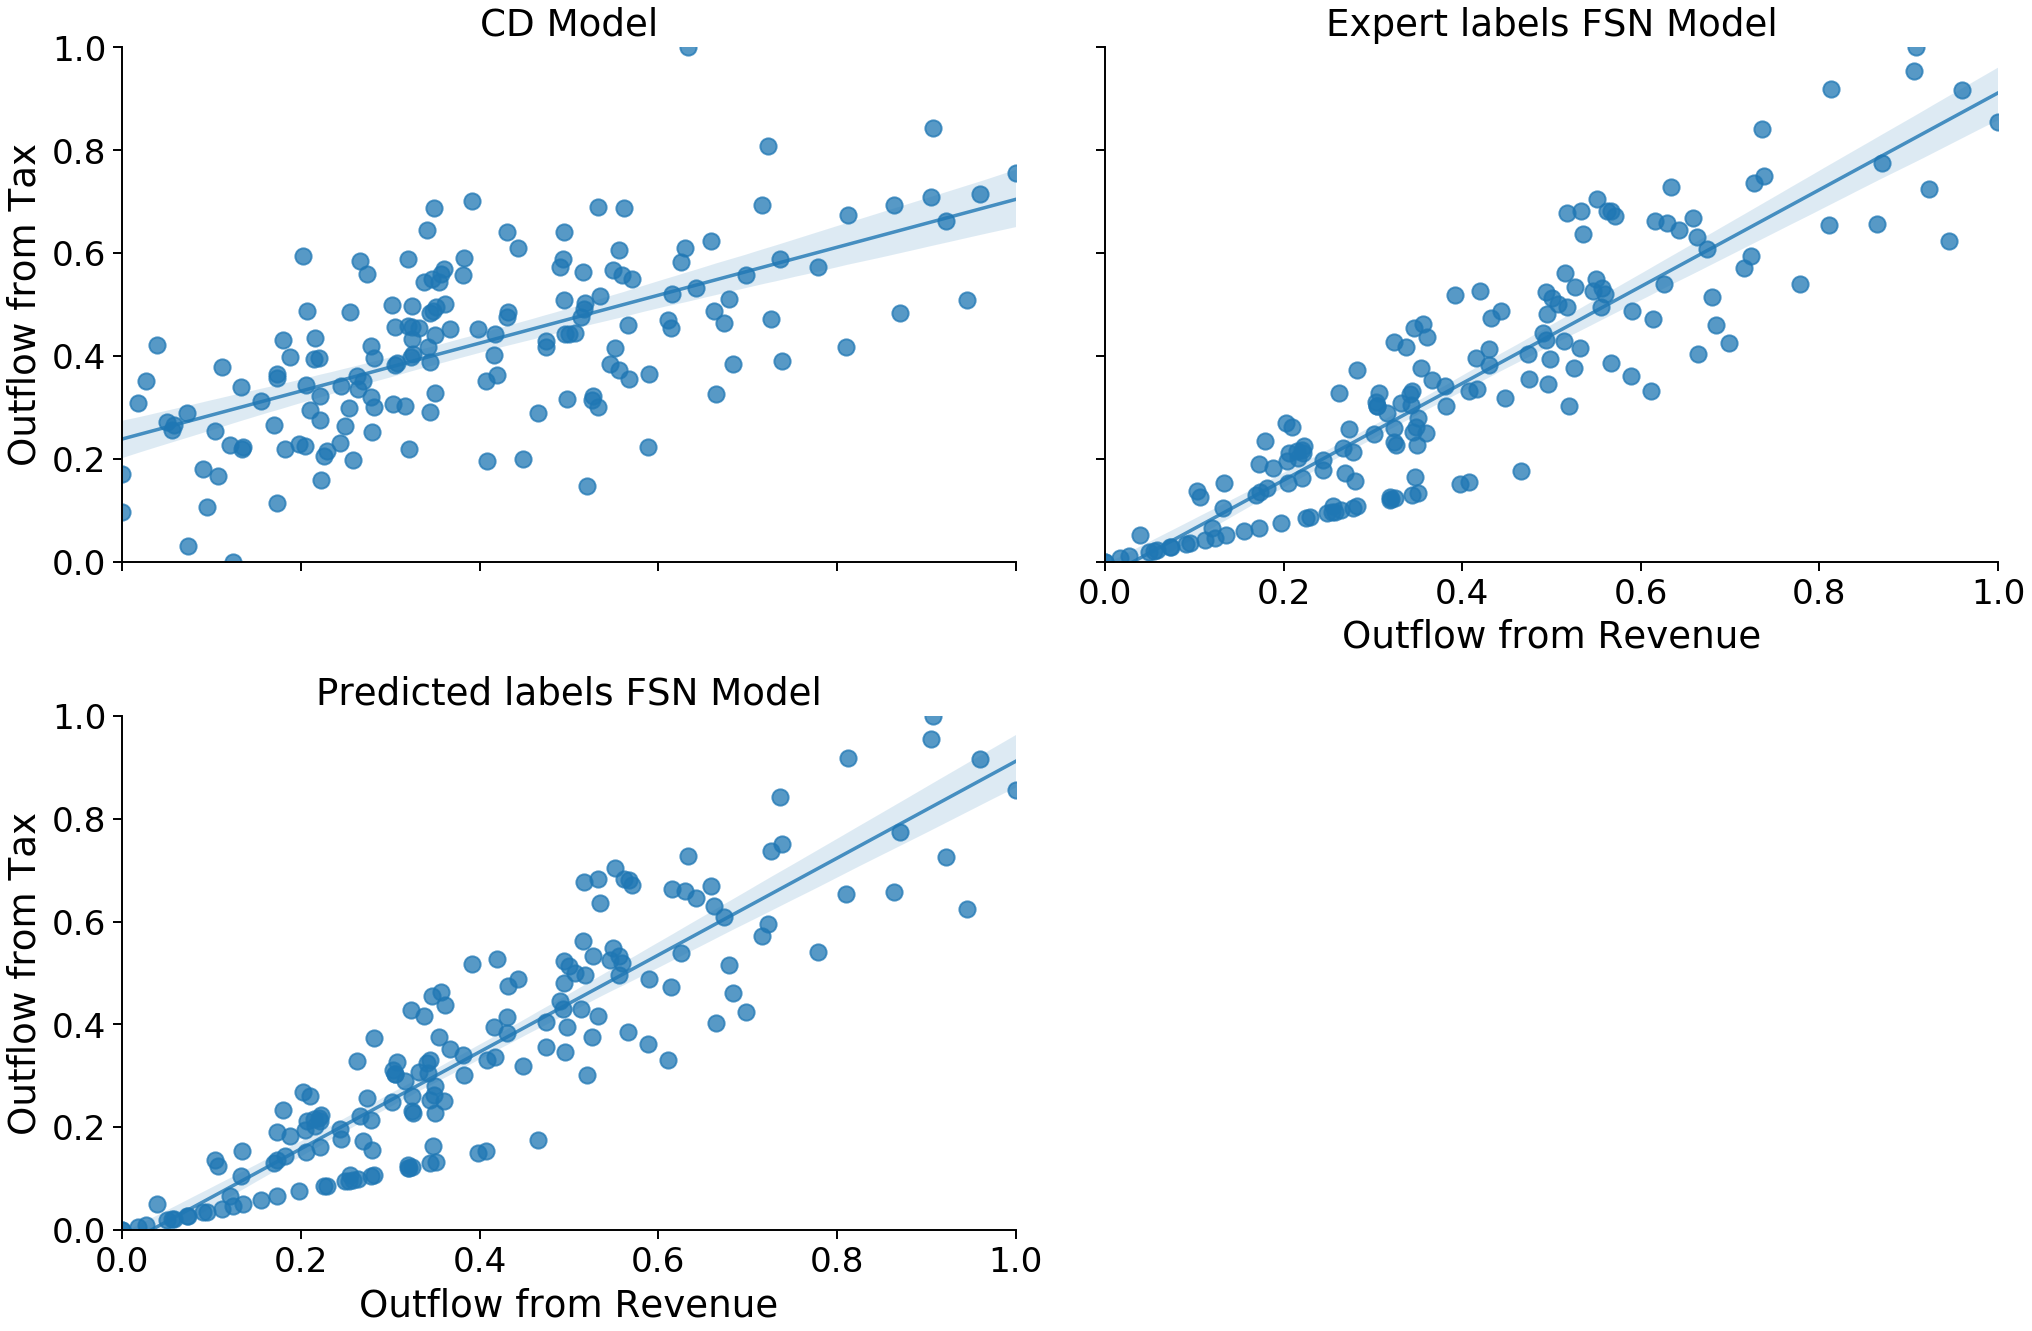 CD Model
Expert labels FSN Model
1.0
0.8
0.6
0.4
0.2
0.0
Outflow from Tax
0.0 0.2 0.4 0.6 0.8 1.0
Outflow from Revenue
Predicted labels FSN Model
1.0
0.8
0.6
0.4
0.2
0.0
Outflow from Tax
0.0 0.2 0.4 0.6 0.8 1.0
Outflow from Revenue